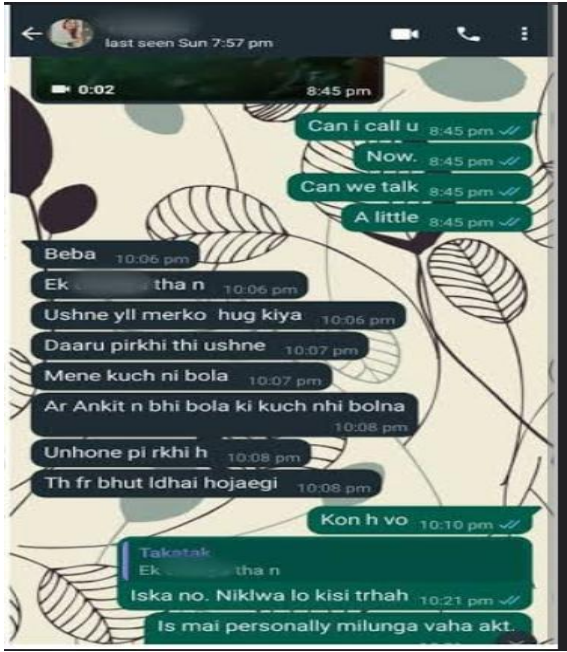 last seen Sun 7:57 pm
0:02 8:45 pm
Can i call u 8:45 pm
Now. 8:45 pm
Can we talk 8:45 pm
A little 8:45 pm
Beba 10:06 pm
Ek tha n 10:06 pm
Ushne yll merko hug kiya 10:06 pm
Daaru pirkhi thi ushne 10:07 pm
Mene kuch ni bola 10:07 pm
Ar Ankit n bhi bola ki kuch nhi bolna
10:08 pm
Unhone pi rkhi h 10:08 pm
Th fr bhut ldhai hojaegi 10:08 pm
Kon h vo 10:10 pm
Takatak
Ek tha n
Iska no. Niklwa lo kisi trhah 10:21 pm
Is mai personally milunga vaha akt.